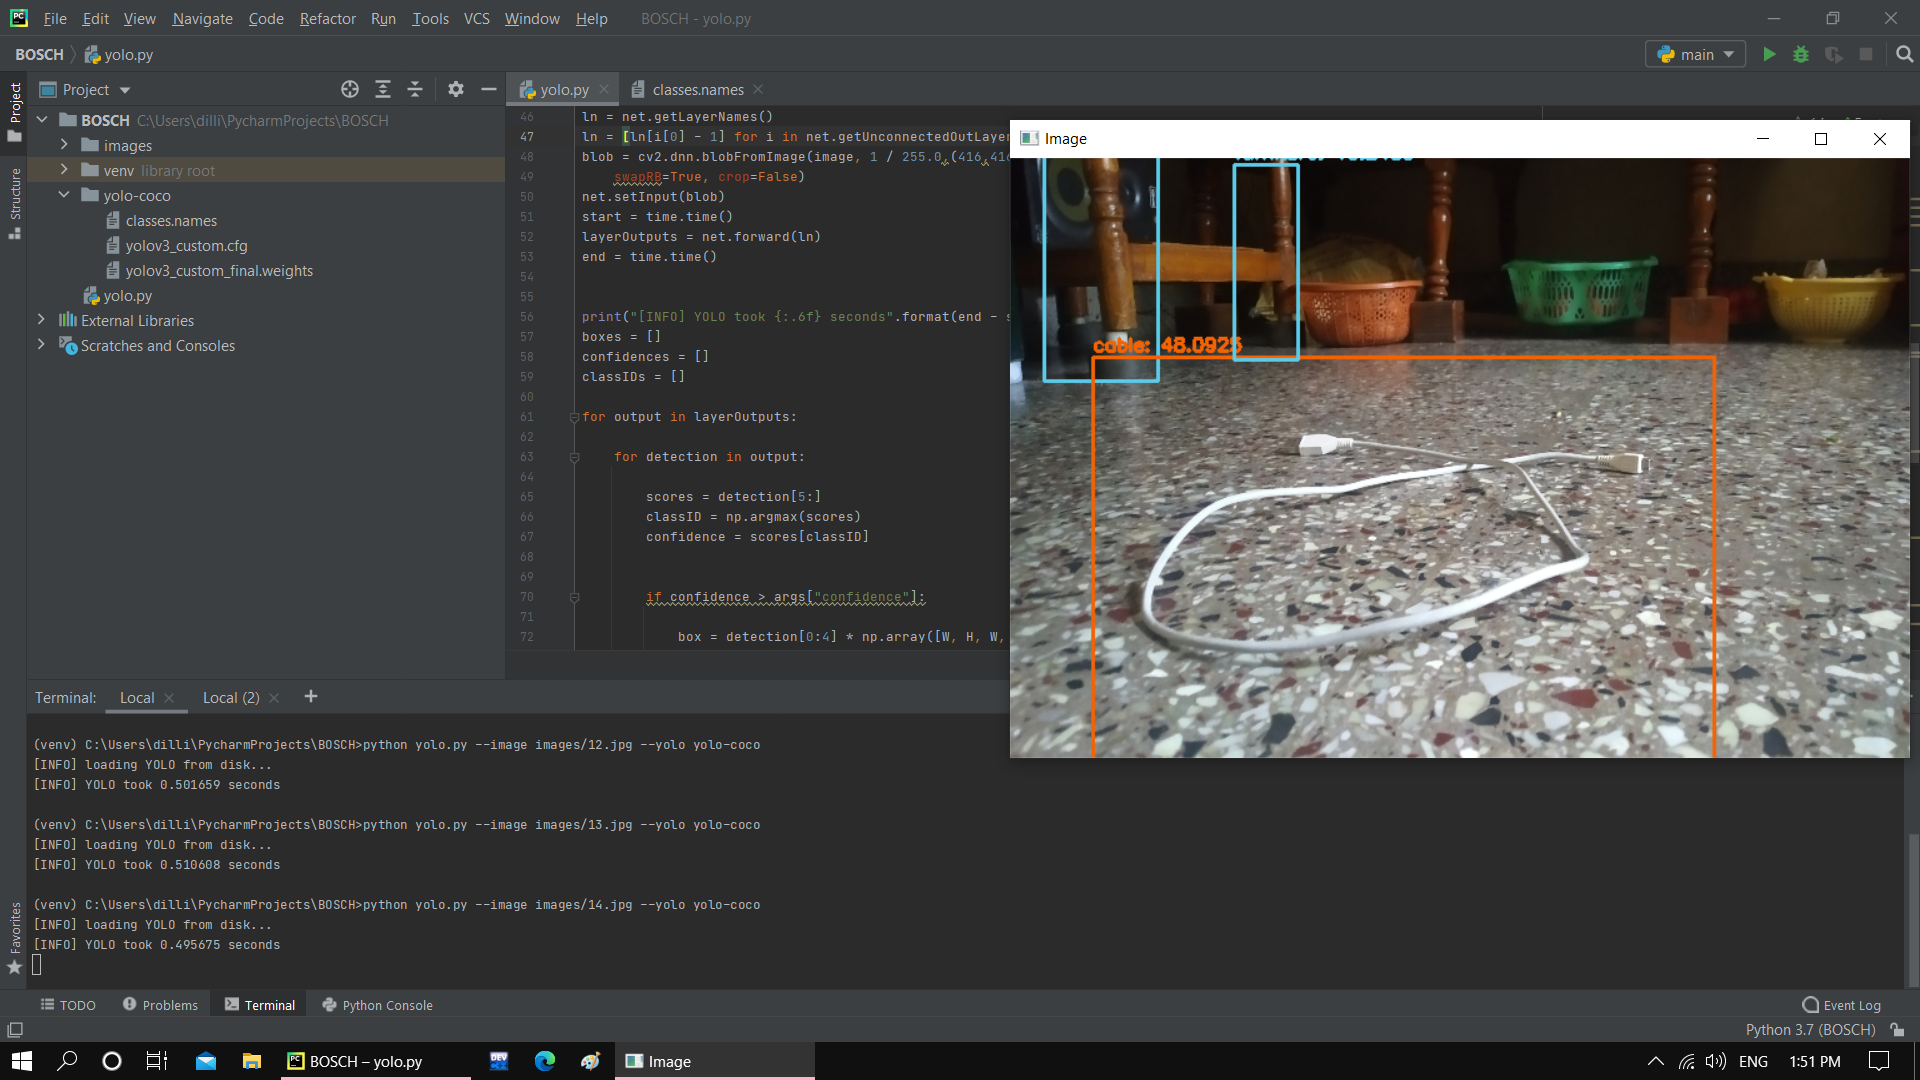 File Edit View Navigate Code Refactor Run Tools VCS Window Help BOSCH - yolo.py
BOSCH yolo.py main
Project
Project
Structure
Favorites
BOSCH C:\Users\dilli\PycharmProjects\BOSCH
images
venv library root
yolo-coco
classes.names
yolov3_custom.cfg
yolov3_custom_final.weights
yolo.py
External Libraries
Scratches and Consoles
yolo.py classes.names
46 ln = net.getLayerNames()
47 ln = [ln[i[0] - 1] for i in net.getUnconnectedOutLayer
48 blob = cv2.dnn.blobFromImage(image, 1 / 255.0,(416,416
49 swapRB=True, crop=False)
50 net.setInput(blob)
51 start = time.time()
52 layerOutputs = net.forward(ln)
53 end = time.time()
54
55
56 print("[INFO] YOLO took {:.6f} seconds".format(end - s
57 boxes = []
58 confidences = []
59 classIDs = []
60
61 for output in layerOutputs:
62
63 for detection in output:
64
65 scores = detection[5:]
66 classID = np.argmax(scores)
67 confidence = scores[classID]
68
69
70 if confidence > args["confidence"]:
71
72 box = detection[0:4] * np.array([W, H, W,
Image
cable: 48.0925
Terminal: Local Local (2) +
(venv) C:\Users\dilli\PycharmProjects\BOSCH>python yolo.py --image images/12.jpg --yolo yolo-coco
[INFO] loading YOLO from disk...
[INFO] YOLO took 0.501659 seconds
(venv) C:\Users\dilli\PycharmProjects\BOSCH>python yolo.py --image images/13.jpg --yolo yolo-coco
[INFO] loading YOLO from disk...
[INFO] YOLO took 0.510608 seconds
(venv) C:\Users\dilli\PycharmProjects\BOSCH>python yolo.py --image images/14.jpg --yolo yolo-coco
[INFO] loading YOLO from disk...
[INFO] YOLO took 0.495675 seconds
TODO Problems Terminal Python Console Event Log
Python 3.7 (BOSCH)
BOSCH – yolo.py DEV Image ENG 1:51 PM